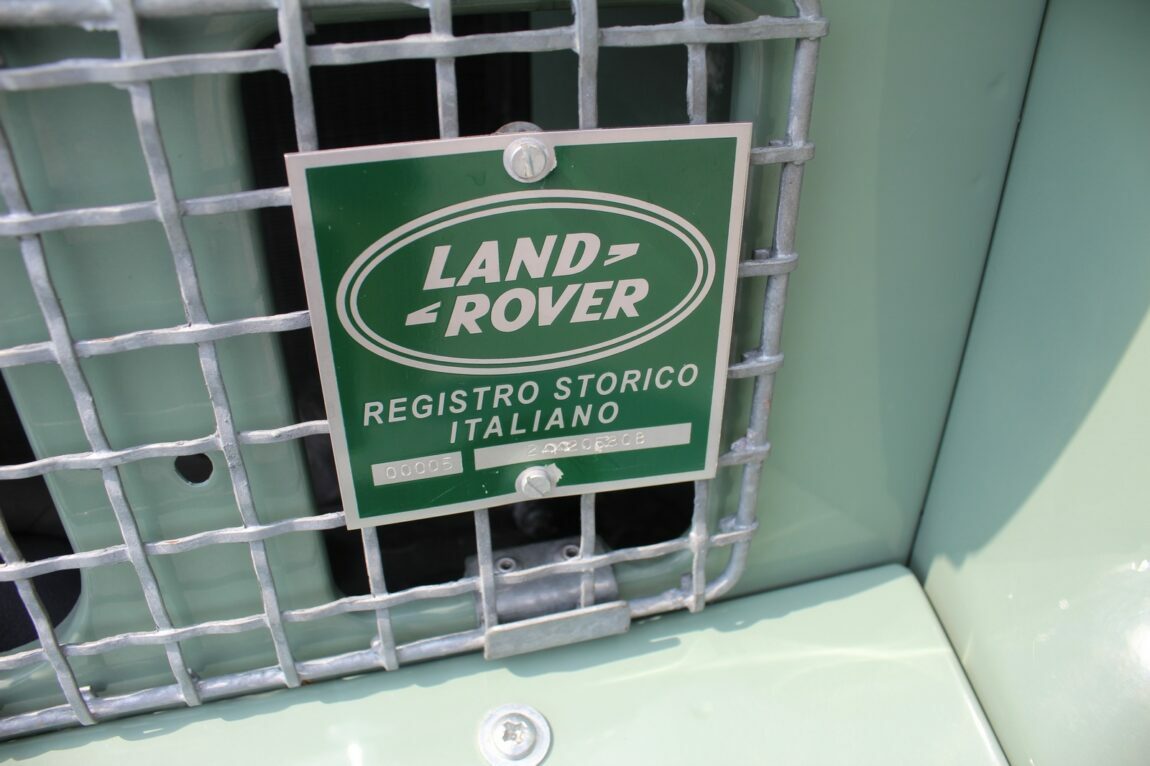 LAND
ROVER
REGISTRO STORICO
ITALIANO
00005